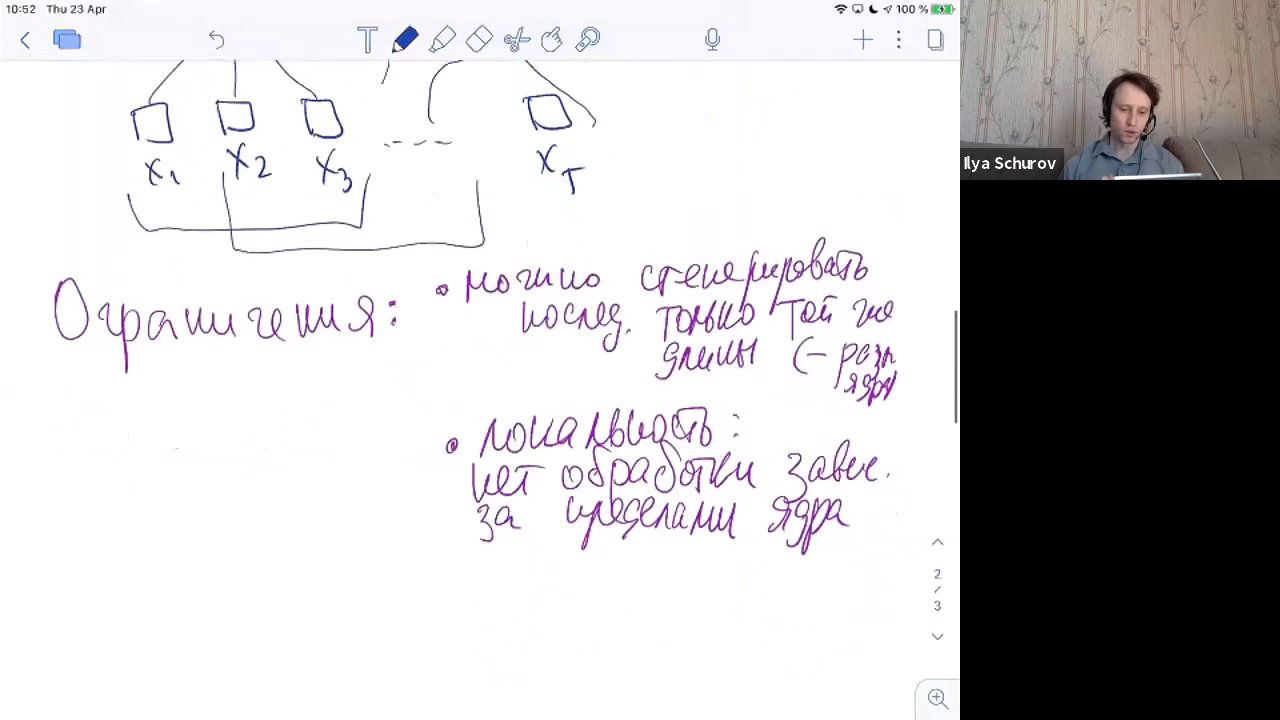 10:52 Thu 23 Apr
100 %
T
Ilya Schurov
x1 x2 x3 xT
Ограничения:
• можно сгенерировать
послед. только той же
длины (– разм
ядра
• локальность:
нет обработки завис.
за пределами ядра
2
/
3